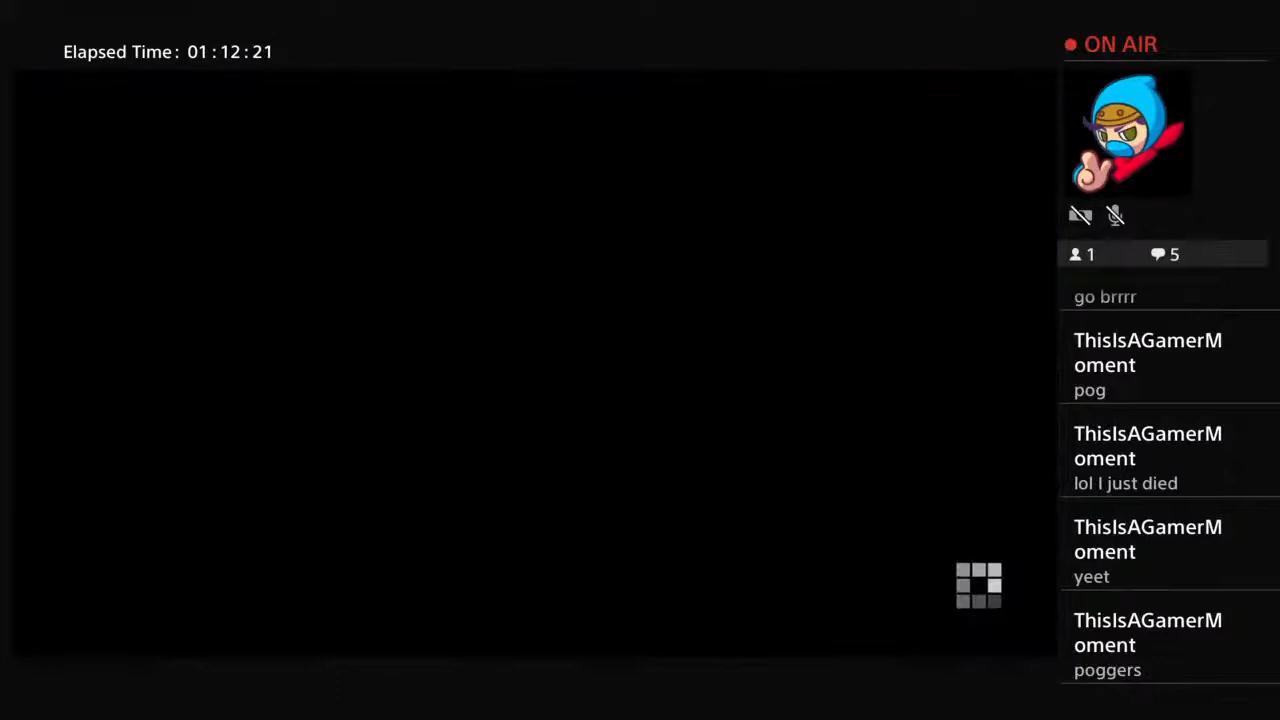 Elapsed Time: 01:12:21
ON AIR
1
5
go brrrr
ThisIsAGamerM
oment
pog
ThisIsAGamerM
oment
lol I just died
ThisIsAGamerM
oment
yeet
ThisIsAGamerM
oment
poggers